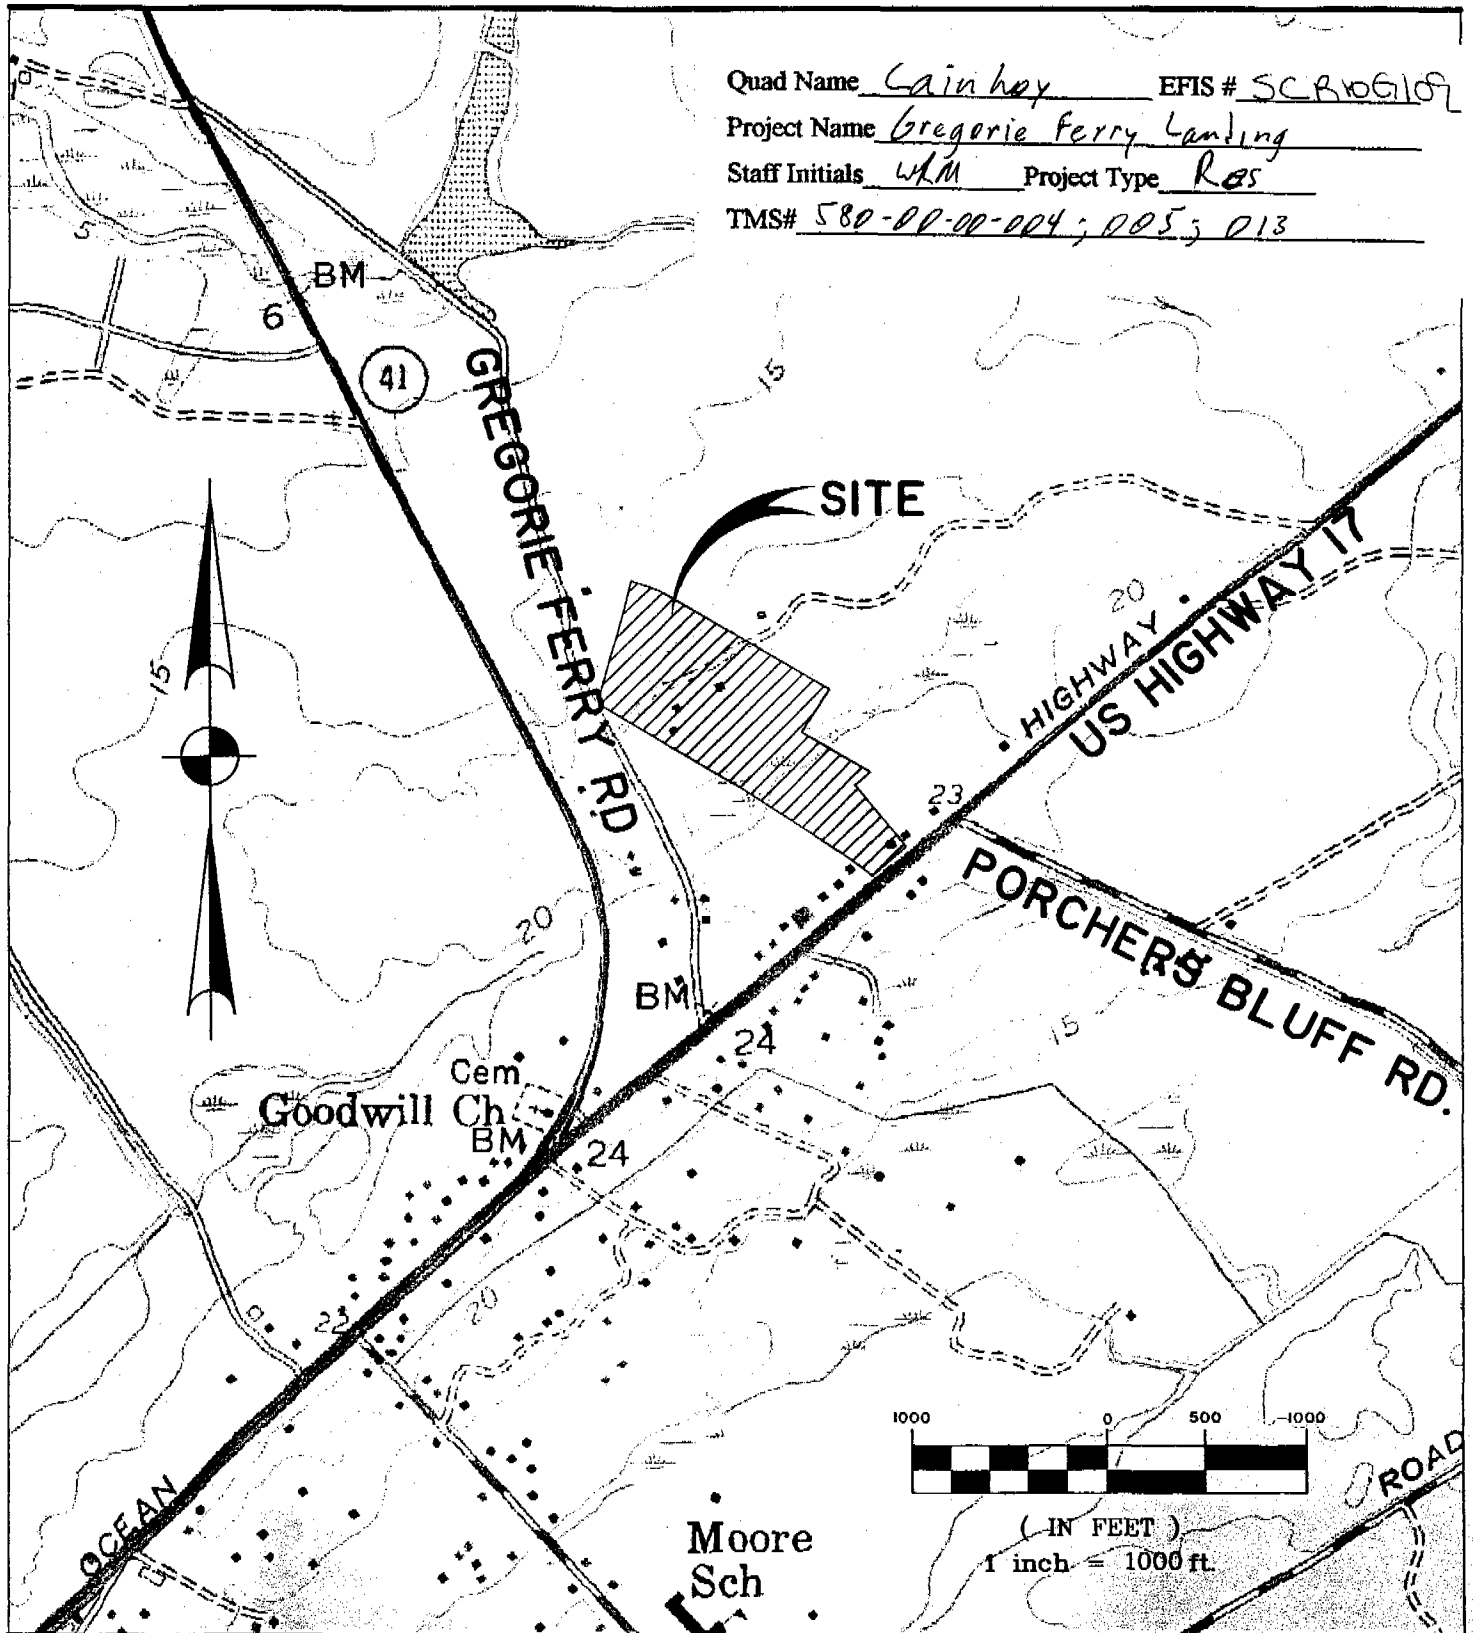 Quad Name Cainhoy EFIS # SCR10G109
Project Name Gregorie Ferry Landing
Staff Initials WRM Project Type Res
TMS# 580-00-00-004; 005; 013
5
BM
6
41
GREGORIE FERRY RD
15
SITE
US HIGHWAY 17
HIGHWAY
20
15
23
PORCHERS BLUFF RD.
20
BM
24
15
Cem
Goodwill Ch
BM
24
22
20
1000 0 500 1000
( IN FEET )
1 inch = 1000 ft.
ROAD
OCEAN
Moore
Sch